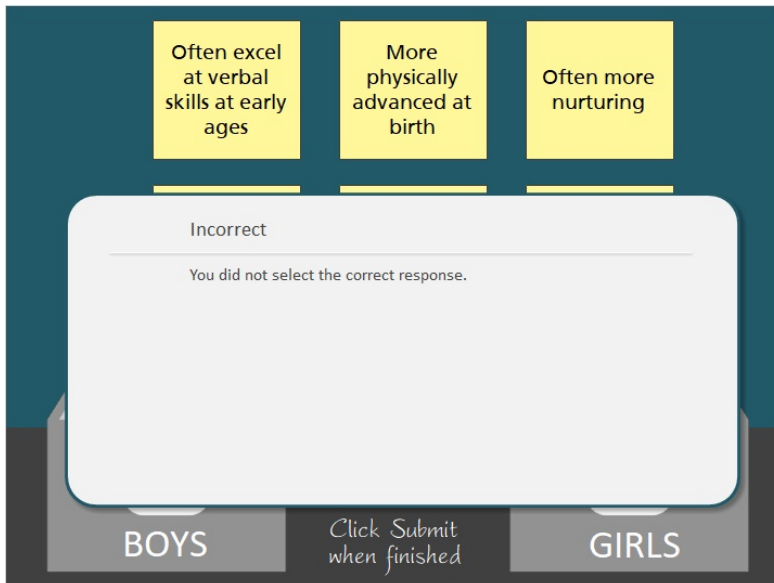 Often excel
at verbal
skills at early
ages
More
physically
advanced at
birth
Often more
nurturing
Incorrect
You did not select the correct response.
BOYS
Click Submit
when finished
GIRLS